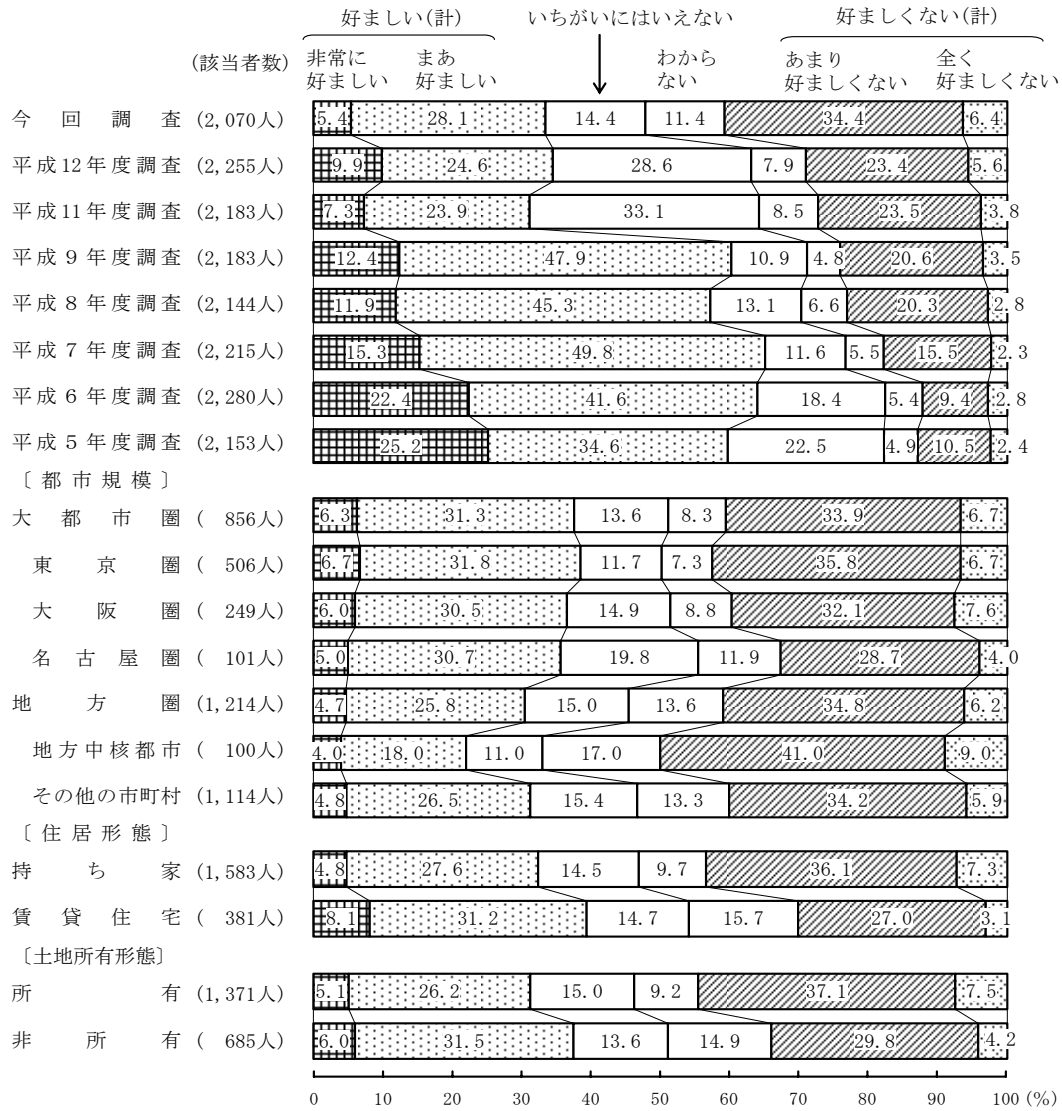 好ましい(計) いちがいにはいえない 好ましくない(計)
(該当者数) 非常に好ましい まあ好ましい わからない あまり好ましくない 全く好ましくない
今回調査 (2,070人) 5.4 28.1 14.4 11.4 34.4 6.4
平成12年度調査 (2,255人) 9.9 24.6 28.6 7.9 23.4 5.6
平成11年度調査 (2,183人) 7.3 23.9 33.1 8.5 23.5 3.8
平成9年度調査 (2,183人) 12.4 47.9 10.9 4.8 20.6 3.5
平成8年度調査 (2,144人) 11.9 45.3 13.1 6.6 20.3 2.8
平成7年度調査 (2,215人) 15.3 49.8 11.6 5.5 15.5 2.3
平成6年度調査 (2,280人) 22.4 41.6 18.4 5.4 9.4 2.8
平成5年度調査 (2,153人) 25.2 34.6 22.5 4.9 10.5 2.4
〔都市規模〕
大都市圏 (856人) 6.3 31.3 13.6 8.3 33.9 6.7
東京圏 (506人) 6.7 31.8 11.7 7.3 35.8 6.7
大阪圏 (249人) 6.0 30.5 14.9 8.8 32.1 7.6
名古屋圏 (101人) 5.0 30.7 19.8 11.9 28.7 4.0
地方圏 (1,214人) 4.7 25.8 15.0 13.6 34.8 6.2
地方中核都市 (100人) 4.0 18.0 11.0 17.0 41.0 9.0
その他の市町村 (1,114人) 4.8 26.5 15.4 13.3 34.2 5.9
〔住居形態〕
持ち家 (1,583人) 4.8 27.6 14.5 9.7 36.1 7.3
賃貸住宅 (381人) 8.1 31.2 14.7 15.7 27.0 3.1
〔土地所有形態〕
所有 (1,371人) 5.1 26.2 15.0 9.2 37.1 7.5
非所有 (685人) 6.0 31.5 13.6 14.9 29.8 4.2
0 10 20 30 40 50 60 70 80 90 100 (%)